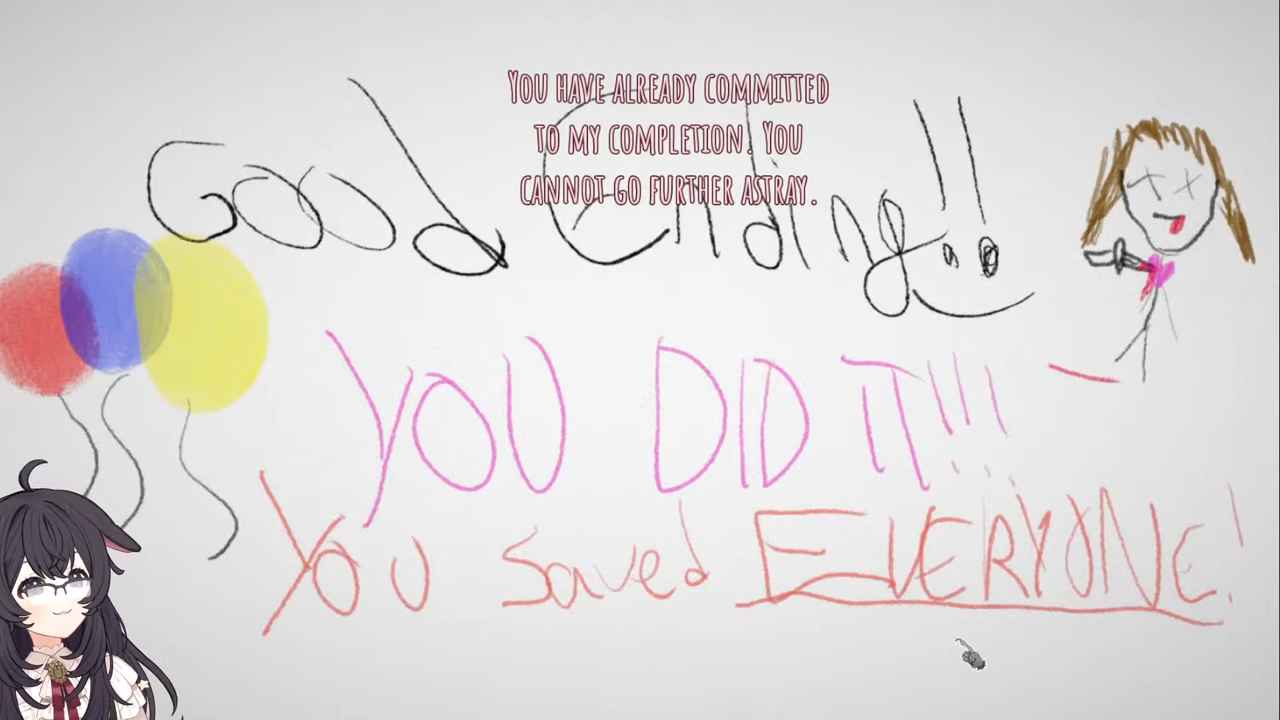 You have already committed
to my completion. You
cannot go further astray.
Good Ending!!
YOU DID IT!!!
You Saved EVERYONE!